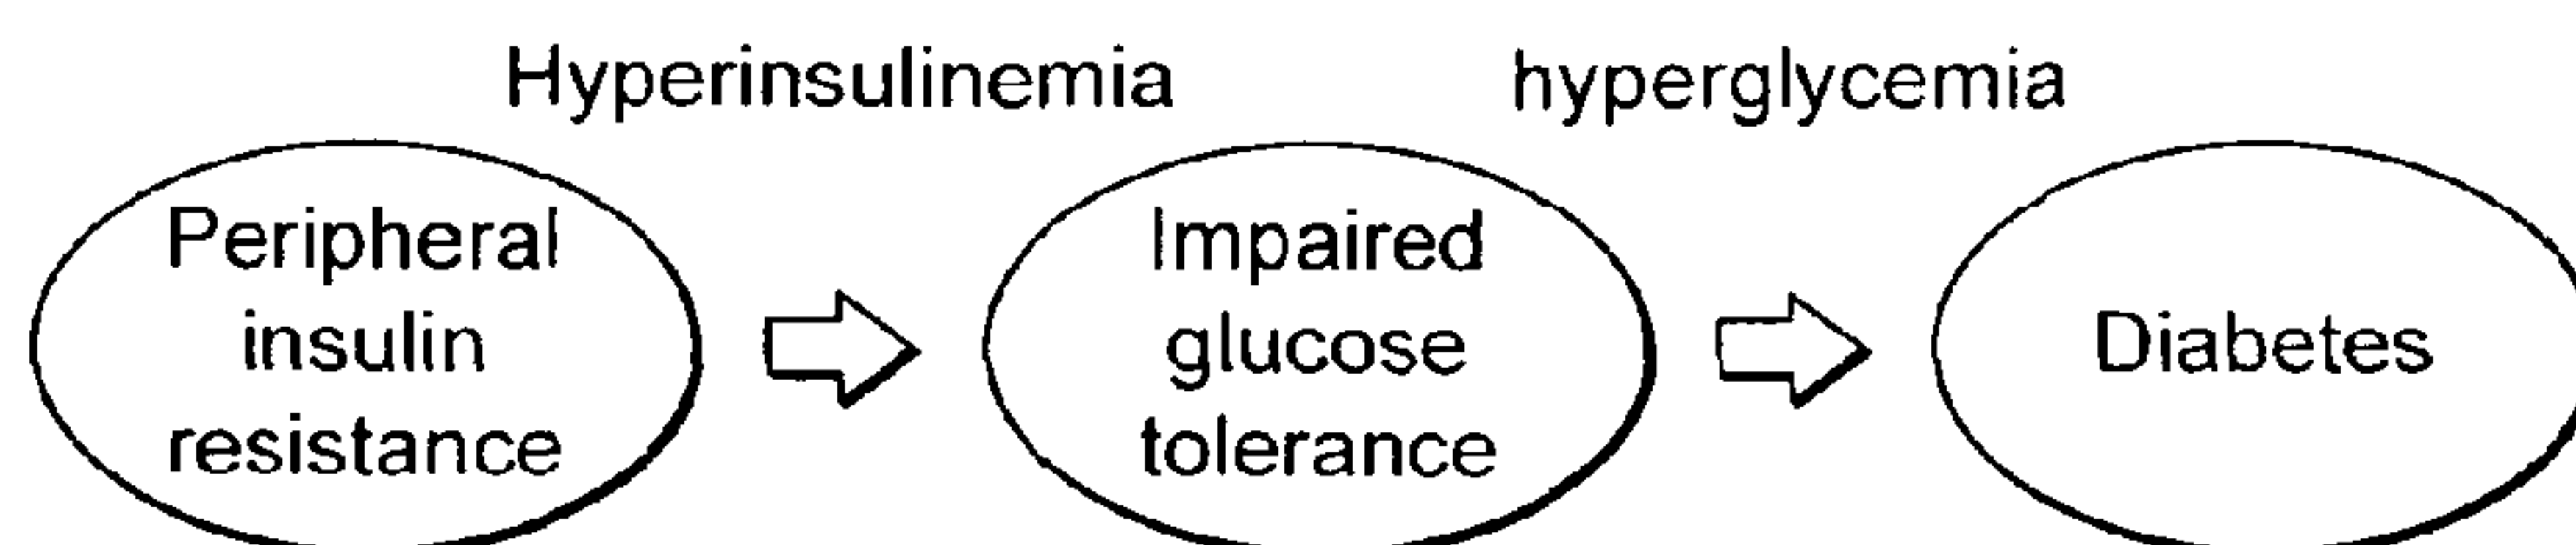 Hyperinsulinemia
hyperglycemia
Peripheral
insulin
resistance
Impaired
glucose
tolerance
Diabetes